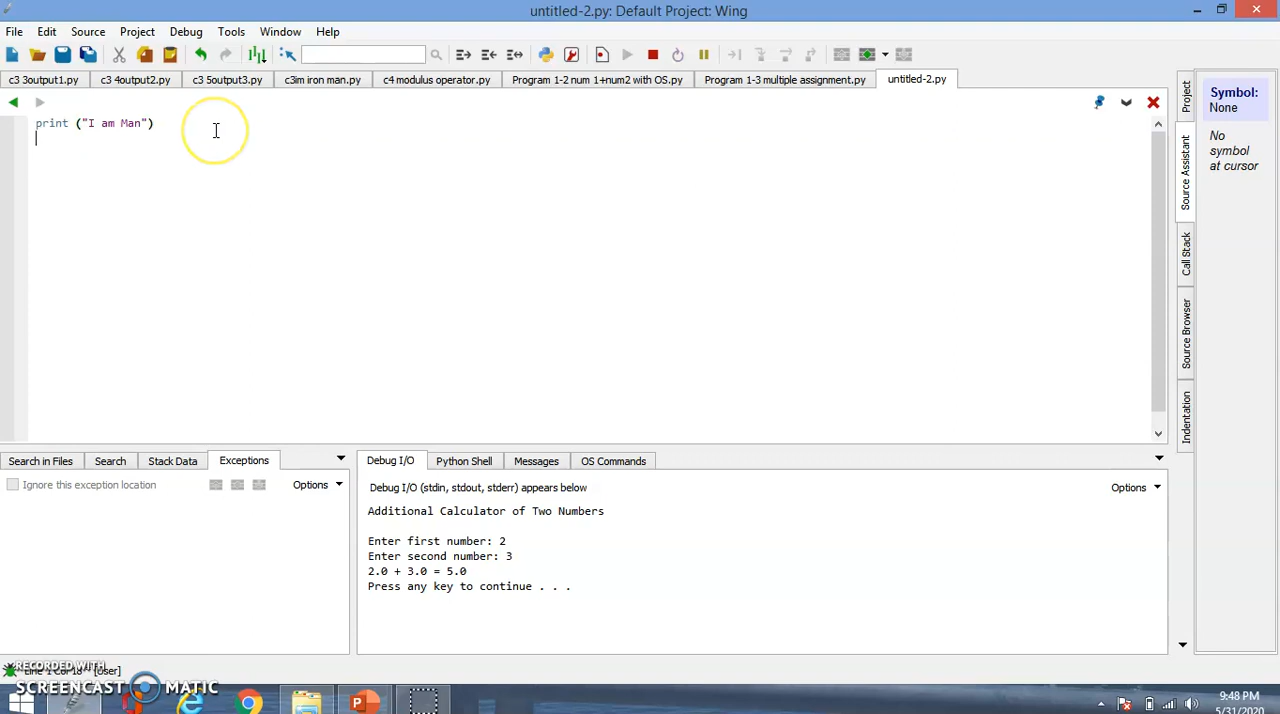 untitled-2.py: Default Project: Wing
File Edit Source Project Debug Tools Window Help
c3 3output1.py c3 4output2.py c3 5output3.py c3im iron man.py c4 modulus operator.py Program 1-2 num 1+num2 with OS.py Program 1-3 multiple assignment.py untitled-2.py
print ("I am Man")
Project
Source Assistant
Call Stack
Source Browser
Indentation
Symbol:
None
No
symbol
at cursor
Search in Files Search Stack Data Exceptions
Ignore this exception location Options
Debug I/O Python Shell Messages OS Commands
Debug I/O (stdin, stdout, stderr) appears below Options
Additional Calculator of Two Numbers
Enter first number: 2
Enter second number: 3
2.0 + 3.0 = 5.0
Press any key to continue . . .
RECORDED WITH
SCREENCAST MATIC
[User]
9:48 PM
5/31/2020